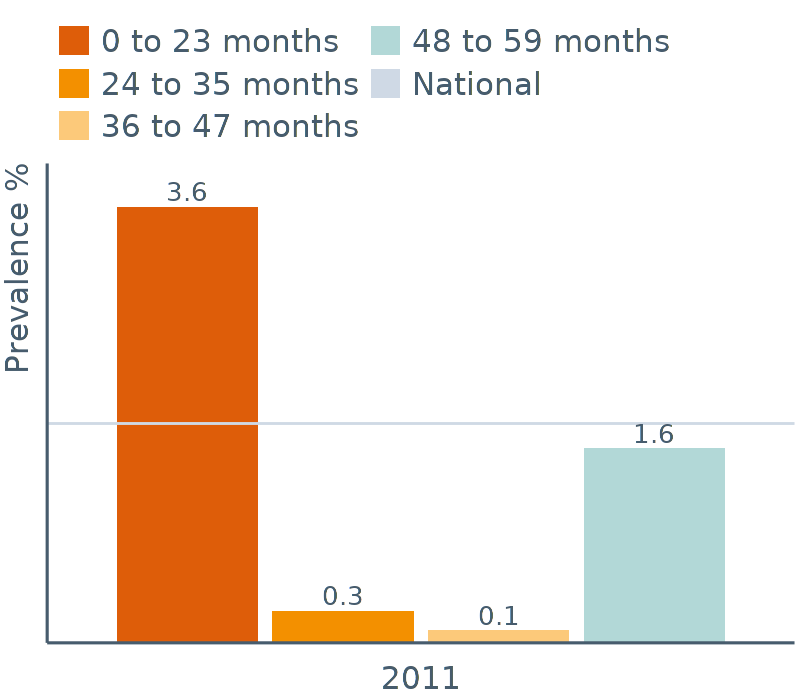 0 to 23 months
24 to 35 months
36 to 47 months
48 to 59 months
National
Prevalence %
3.6
0.3
0.1
1.6
2011